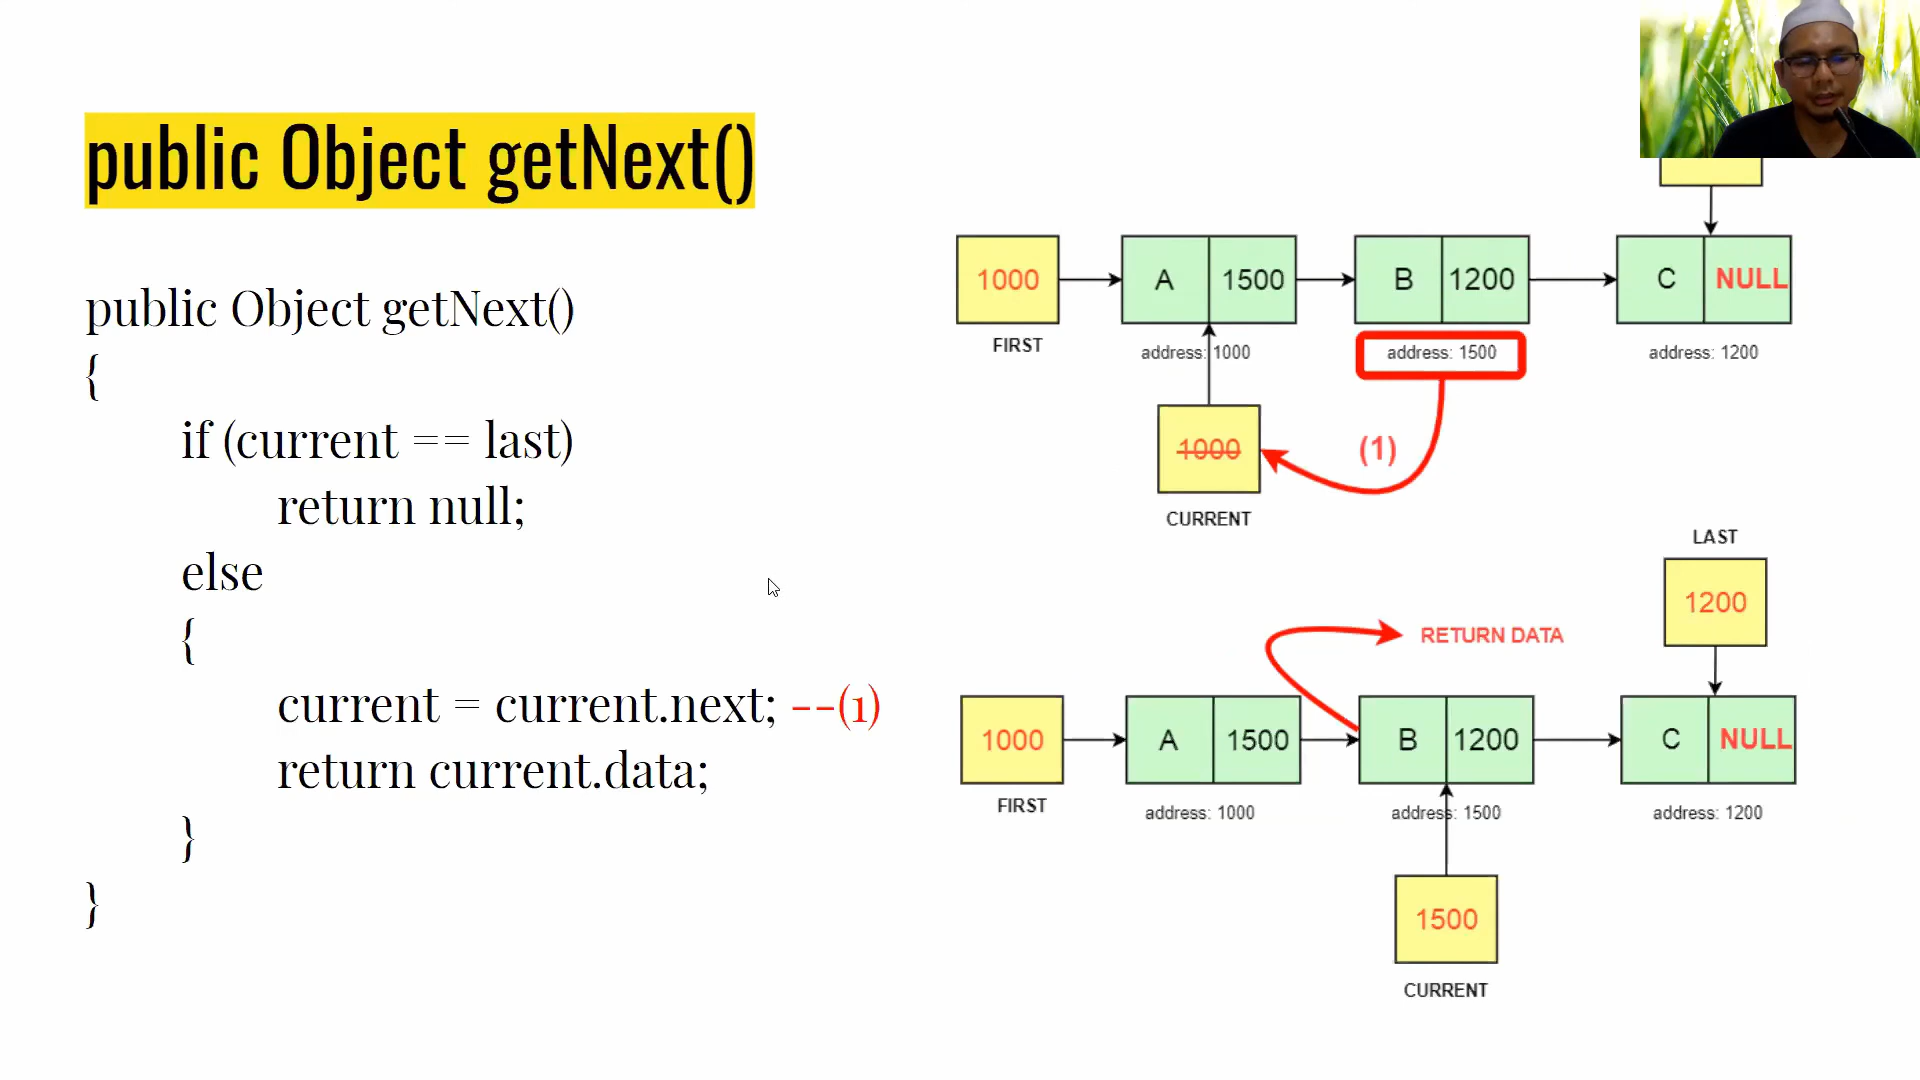 public Object getNext()
public Object getNext()
{
if (current == last)
return null;
else
{
current = current.next; --(1)
return current.data;
}
}
1000
A
1500
B
1200
C
NULL
FIRST
address: 1000
address: 1500
address: 1200
1000
(1)
CURRENT
LAST
1200
RETURN DATA
1000
A
1500
B
1200
C
NULL
FIRST
address: 1000
address: 1500
address: 1200
1500
CURRENT